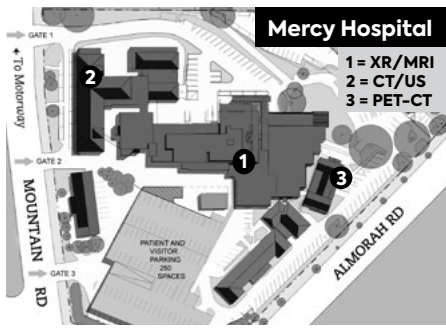 Mercy Hospital
1 = XR/MRI
2 = CT/US
3 = PET-CT
GATE 1
To Motorway
2
1
GATE 2
3
MOUNTAIN RD
PATIENT AND
VISITOR
PARKING
250
SPACES
ALMORAH RD
GATE 3